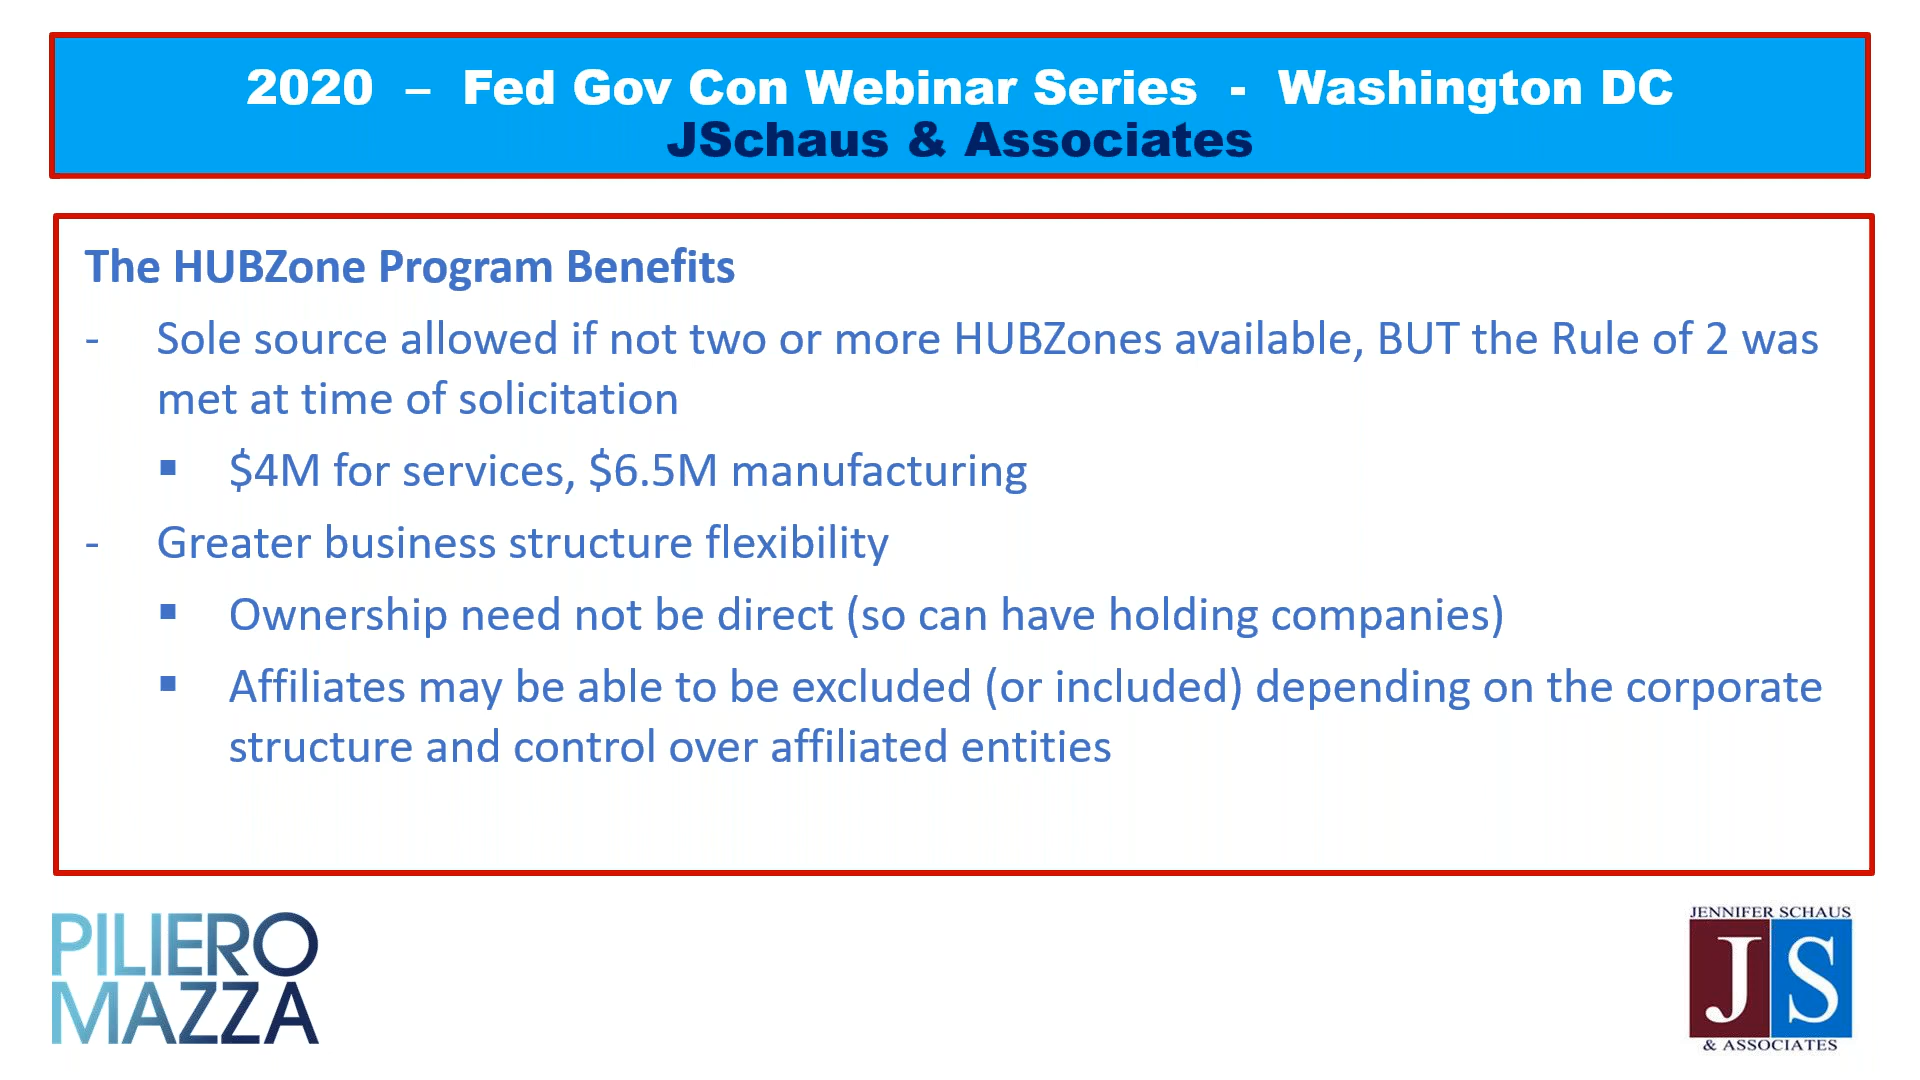 2020 – Fed Gov Con Webinar Series - Washington DC
JSchaus & Associates
The HUBZone Program Benefits
- Sole source allowed if not two or more HUBZones available, BUT the Rule of 2 was
met at time of solicitation
▪ $4M for services, $6.5M manufacturing
- Greater business structure flexibility
▪ Ownership need not be direct (so can have holding companies)
▪ Affiliates may be able to be excluded (or included) depending on the corporate
structure and control over affiliated entities
PILIERO
MAZZA
JENNIFER SCHAUS
JS
& ASSOCIATES